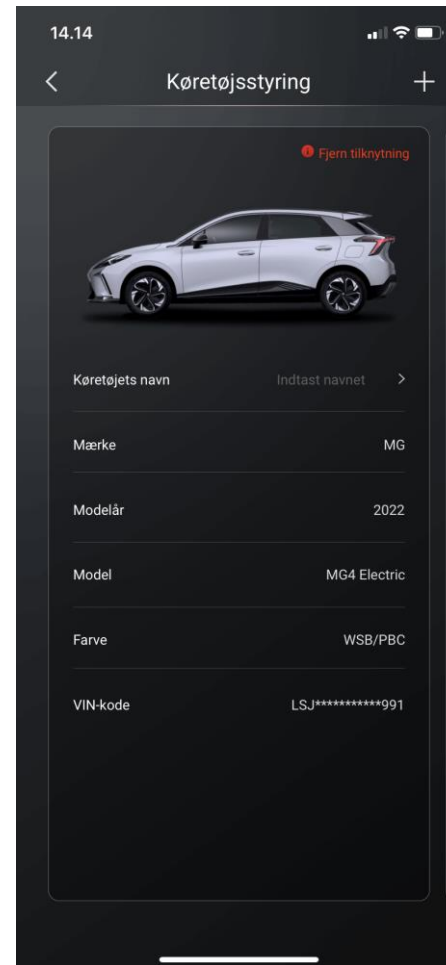 14.14
Køretøjsstyring
Fjern tilknytning
Køretøjets navn Indtast navnet
Mærke MG
Modelår 2022
Model MG4 Electric
Farve WSB/PBC
VIN-kode LSJ***********991